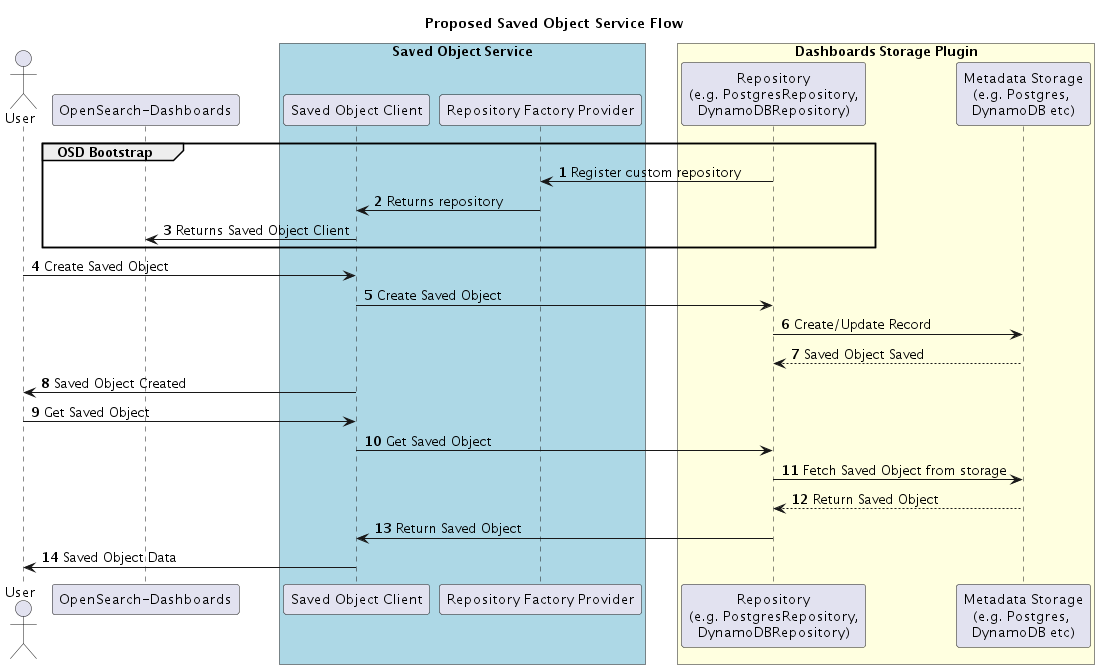 Proposed Saved Object Service Flow
Saved Object Service
Dashboards Storage Plugin
User
OpenSearch-Dashboards
Saved Object Client
Repository Factory Provider
Repository
(e.g. PostgresRepository,
DynamoDBRepository)
Metadata Storage
(e.g. Postgres,
DynamoDB etc)
OSD Bootstrap
1 Register custom repository
2 Returns repository
3 Returns Saved Object Client
4 Create Saved Object
5 Create Saved Object
6 Create/Update Record
7 Saved Object Saved
8 Saved Object Created
9 Get Saved Object
10 Get Saved Object
11 Fetch Saved Object from storage
12 Return Saved Object
13 Return Saved Object
14 Saved Object Data
User
OpenSearch-Dashboards
Saved Object Client
Repository Factory Provider
Repository
(e.g. PostgresRepository,
DynamoDBRepository)
Metadata Storage
(e.g. Postgres,
DynamoDB etc)